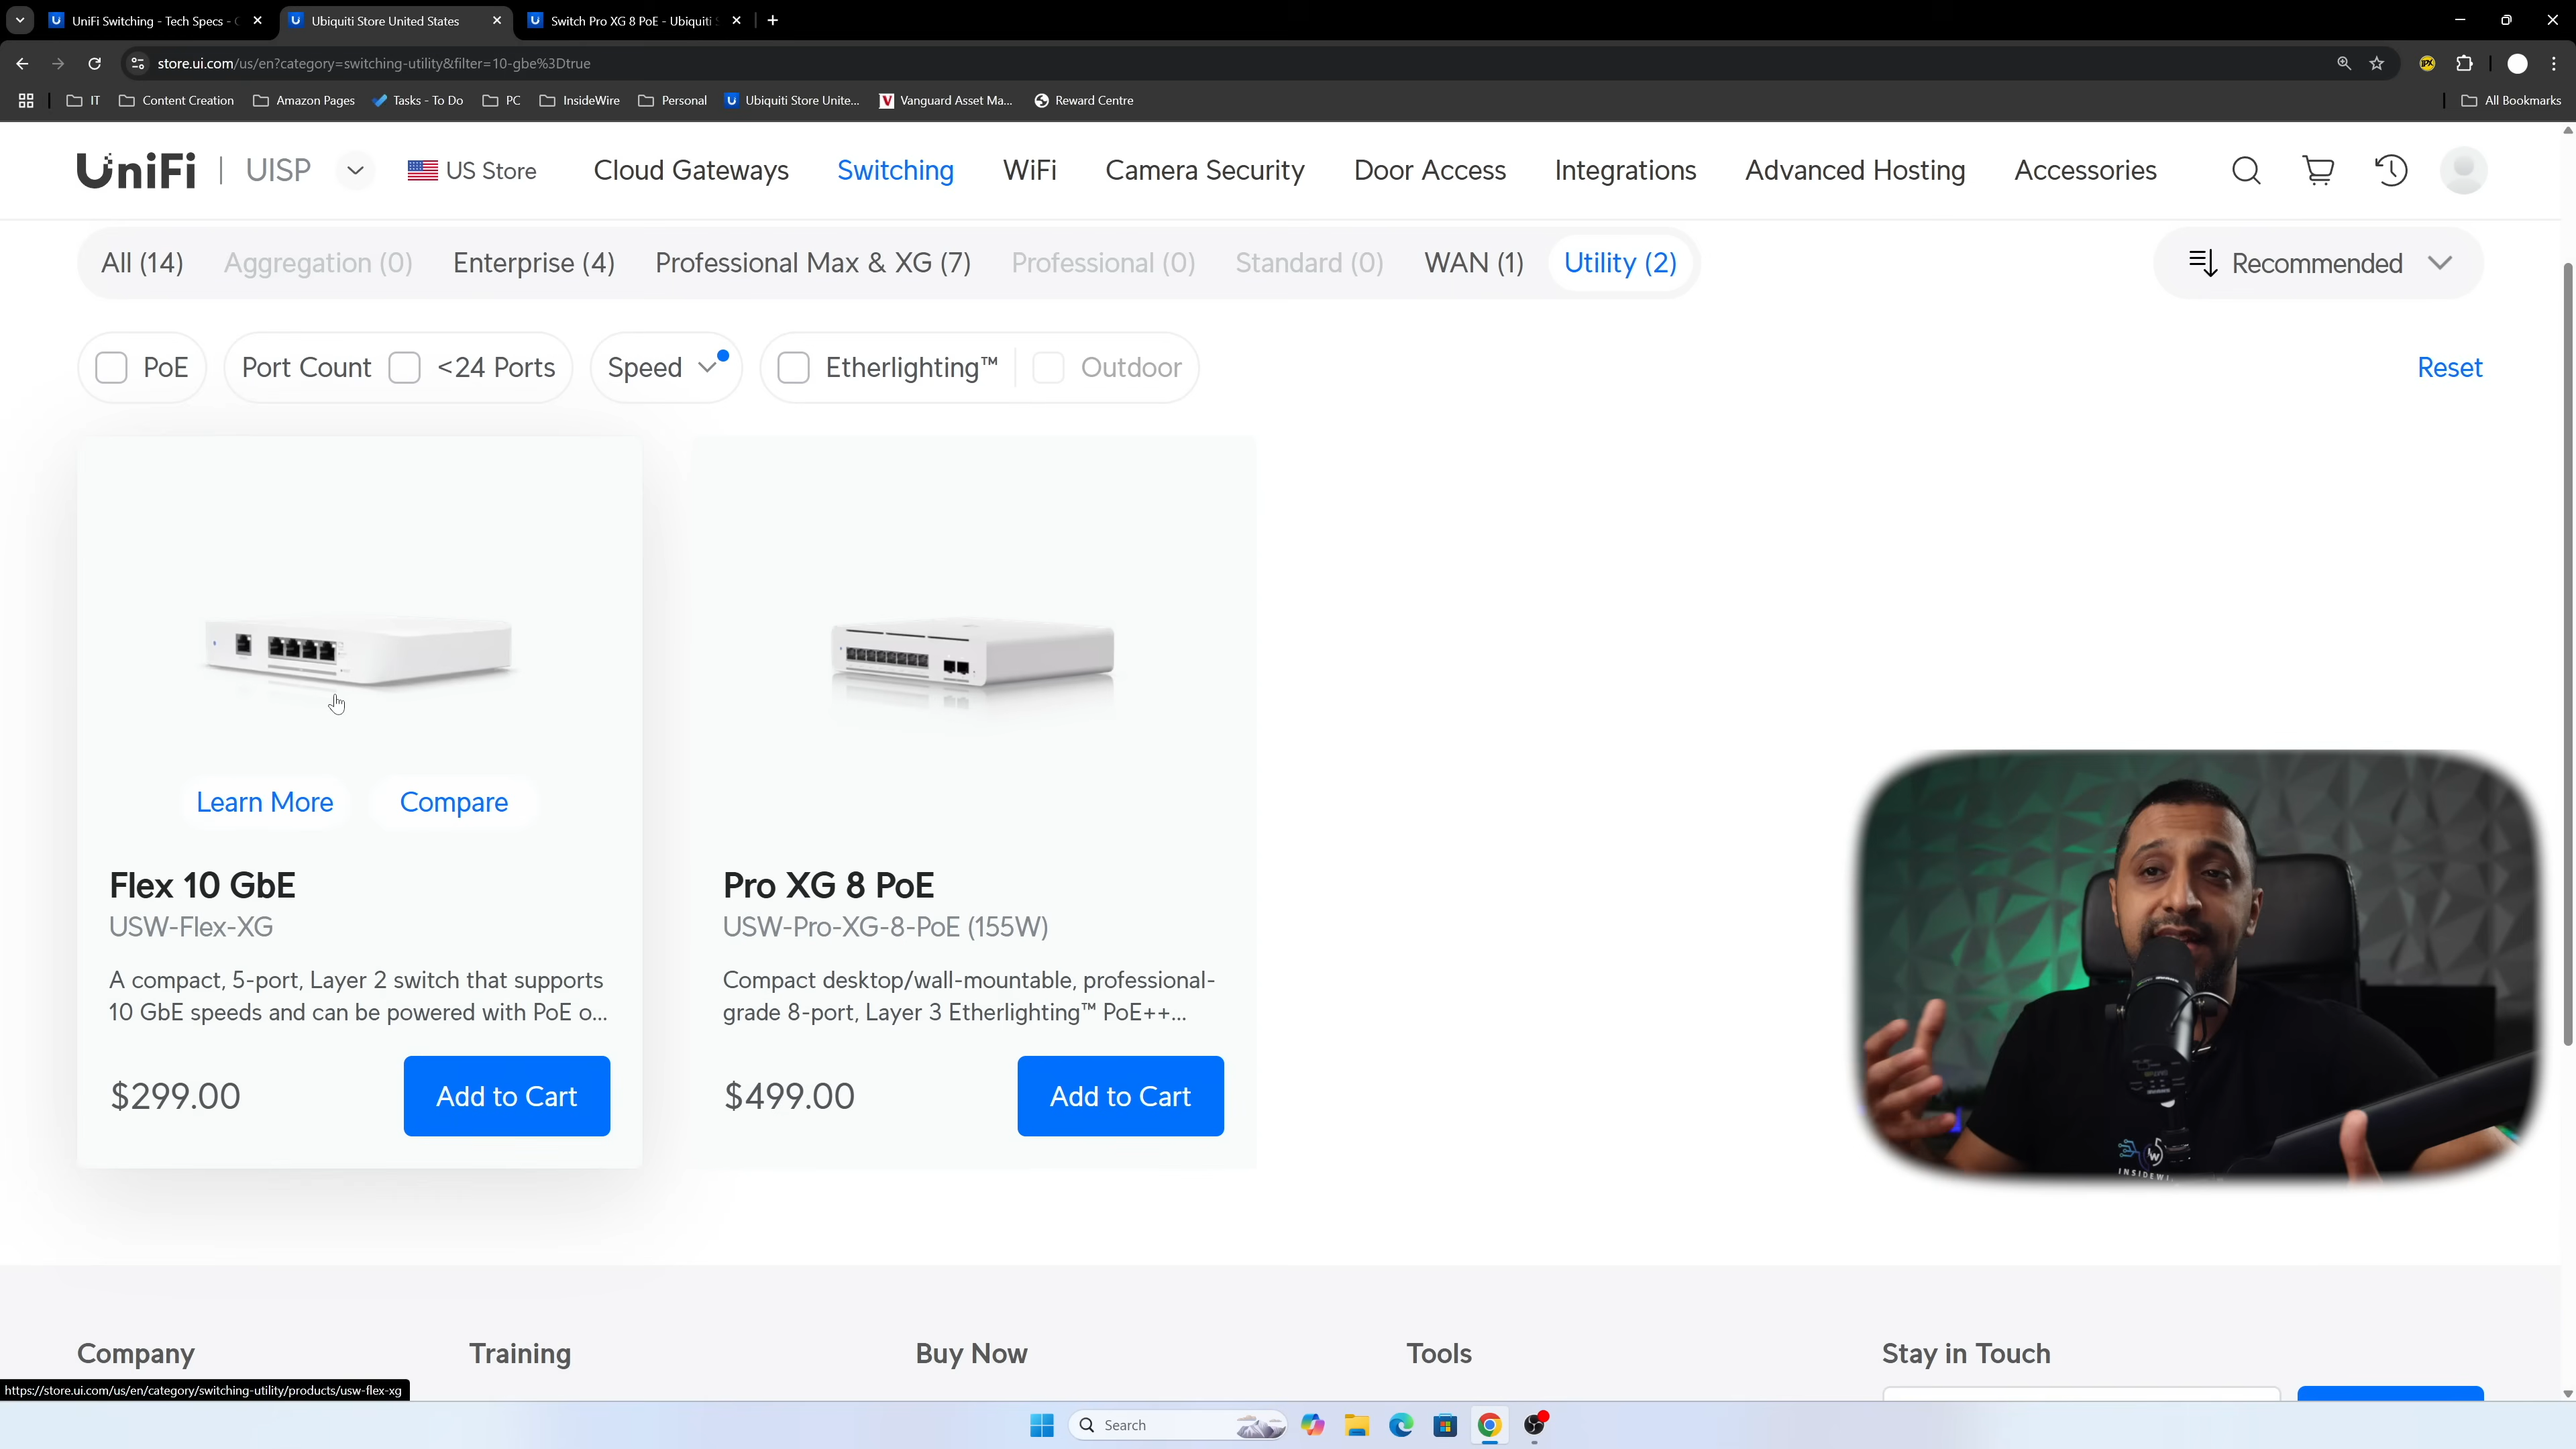 UniFi Switching - Tech Specs -
Ubiquiti Store United States
Switch Pro XG 8 PoE - Ubiquiti
store.ui.com/us/en?category=switching-utility&filter=10-gbe%3Dtrue
IT
Content Creation
Amazon Pages
Tasks - To Do
PC
InsideWire
Personal
Ubiquiti Store Unite...
Vanguard Asset Ma...
Reward Centre
All Bookmarks
UniFi | UISP
US Store
Cloud Gateways
Switching
WiFi
Camera Security
Door Access
Integrations
Advanced Hosting
Accessories
All (14)
Aggregation (0)
Enterprise (4)
Professional Max & XG (7)
Professional (0)
Standard (0)
WAN (1)
Utility (2)
Recommended
PoE
Port Count
<24 Ports
Speed
Etherlighting™
Outdoor
Reset
Learn More
Compare
Flex 10 GbE
USW-Flex-XG
A compact, 5-port, Layer 2 switch that supports
10 GbE speeds and can be powered with PoE o...
$299.00
Add to Cart
Pro XG 8 PoE
USW-Pro-XG-8-PoE (155W)
Compact desktop/wall-mountable, professional-
grade 8-port, Layer 3 Etherlighting™ PoE++...
$499.00
Add to Cart
Company
Training
Buy Now
Tools
Stay in Touch
https://store.ui.com/us/en/category/switching-utility/products/usw-flex-xg
Search